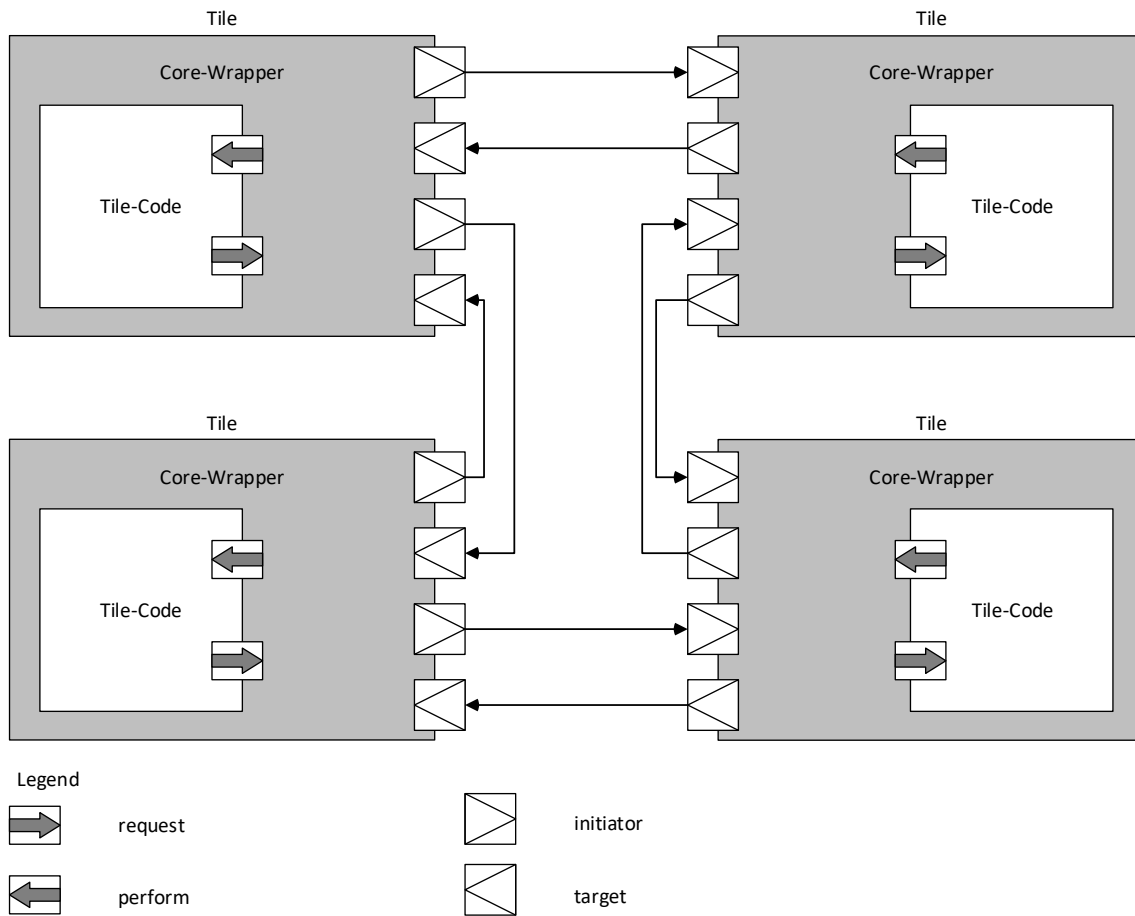 Tile
Tile
Core-Wrapper
Core-Wrapper
Tile-Code
Tile-Code
Tile
Tile
Core-Wrapper
Core-Wrapper
Tile-Code
Tile-Code
Legend
request
initiator
perform
target